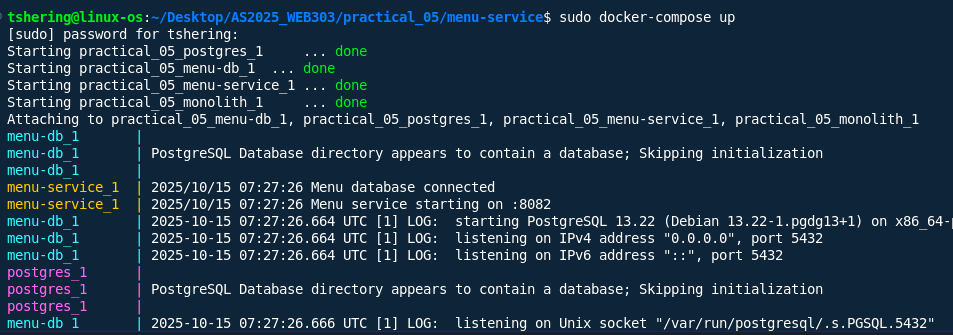 tshering@linux-os:~/Desktop/AS2025_WEB303/practical_05/menu-service$ sudo docker-compose up
[sudo] password for tshering:
Starting practical_05_postgres_1     ... done
Starting practical_05_menu-db_1  ... done
Starting practical_05_menu-service_1 ... done
Starting practical_05_monolith_1     ... done
Attaching to practical_05_menu-db_1, practical_05_postgres_1, practical_05_menu-service_1, practical_05_monolith_1
menu-db_1       |
menu-db_1       | PostgreSQL Database directory appears to contain a database; Skipping initialization
menu-db_1       |
menu-service_1  | 2025/10/15 07:27:26 Menu database connected
menu-service_1  | 2025/10/15 07:27:26 Menu service starting on :8082
menu-db_1       | 2025-10-15 07:27:26.664 UTC [1] LOG:  starting PostgreSQL 13.22 (Debian 13.22-1.pgdg13+1) on x86_64-
menu-db_1       | 2025-10-15 07:27:26.664 UTC [1] LOG:  listening on IPv4 address "0.0.0.0", port 5432
menu-db_1       | 2025-10-15 07:27:26.664 UTC [1] LOG:  listening on IPv6 address "::", port 5432
postgres_1      |
postgres_1      | PostgreSQL Database directory appears to contain a database; Skipping initialization
postgres_1      |
menu-db_1       | 2025-10-15 07:27:26.666 UTC [1] LOG:  listening on Unix socket "/var/run/postgresql/.s.PGSQL.5432"